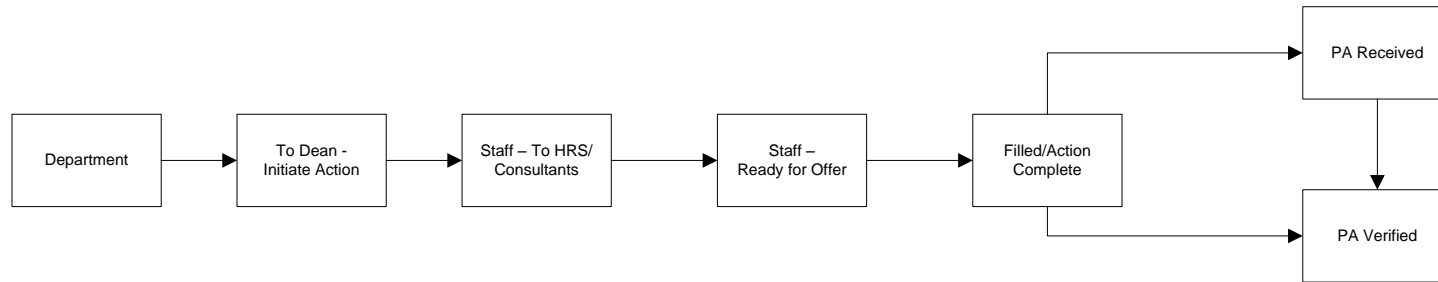 Department
To Dean -
Initiate Action
Staff – To HRS/
Consultants
Staff –
Ready for Offer
Filled/Action
Complete
PA Received
PA Verified